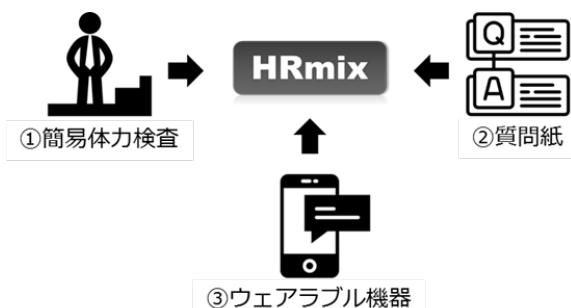 HRmix
Q
A
①簡易体力検査
②質問紙
③ウェアラブル機器